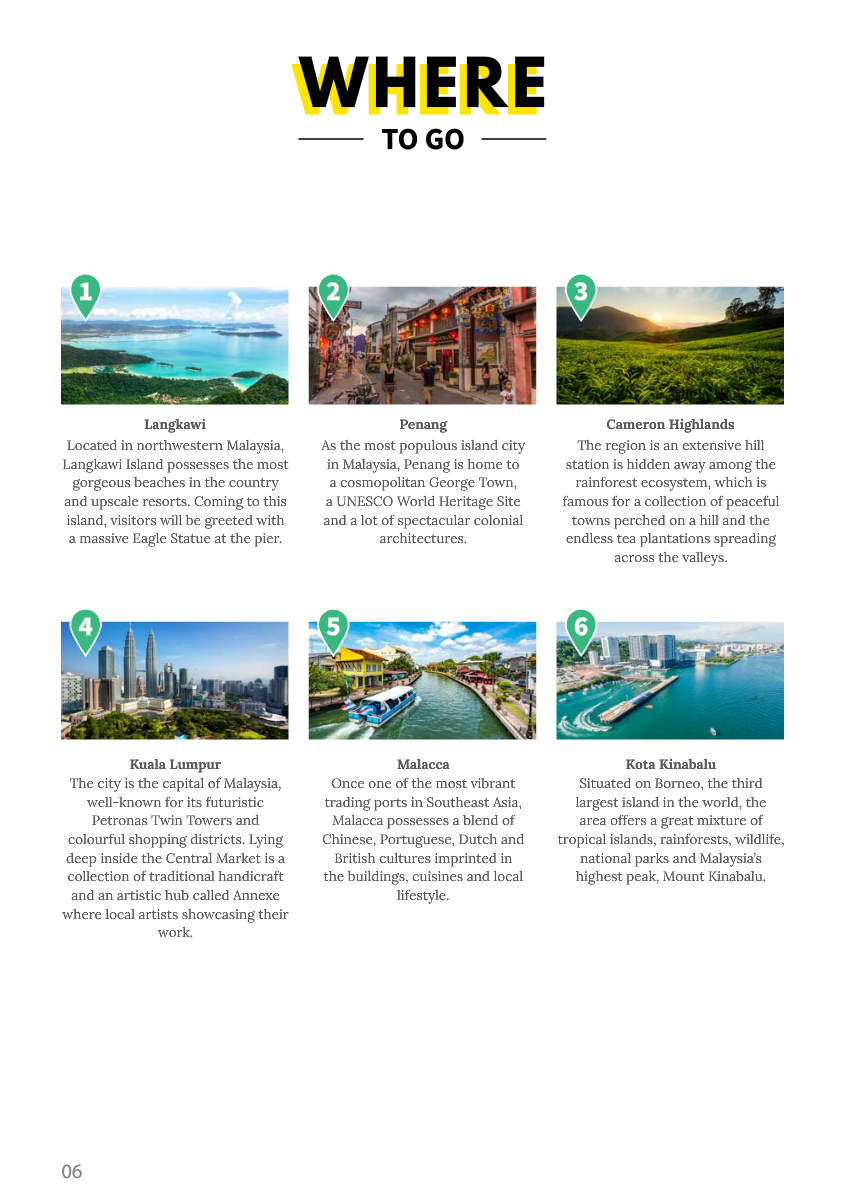 WHERE
TO GO
1
Langkawi
Located in northwestern Malaysia,
Langkawi Island possesses the most
gorgeous beaches in the country
and upscale resorts. Coming to this
island, visitors will be greeted with
a massive Eagle Statue at the pier.
2
Penang
As the most populous island city
in Malaysia, Penang is home to
a cosmopolitan George Town,
a UNESCO World Heritage Site
and a lot of spectacular colonial
architectures.
3
Cameron Highlands
The region is an extensive hill
station is hidden away among the
rainforest ecosystem, which is
famous for a collection of peaceful
towns perched on a hill and the
endless tea plantations spreading
across the valleys.
4
Kuala Lumpur
The city is the capital of Malaysia,
well-known for its futuristic
Petronas Twin Towers and
colourful shopping districts. Lying
deep inside the Central Market is a
collection of traditional handicraft
and an artistic hub called Annexe
where local artists showcasing their
work.
5
Malacca
Once one of the most vibrant
trading ports in Southeast Asia,
Malacca possesses a blend of
Chinese, Portuguese, Dutch and
British cultures imprinted in
the buildings, cuisines and local
lifestyle.
6
Kota Kinabalu
Situated on Borneo, the third
largest island in the world, the
area offers a great mixture of
tropical islands, rainforests, wildlife,
national parks and Malaysia’s
highest peak, Mount Kinabalu.
06